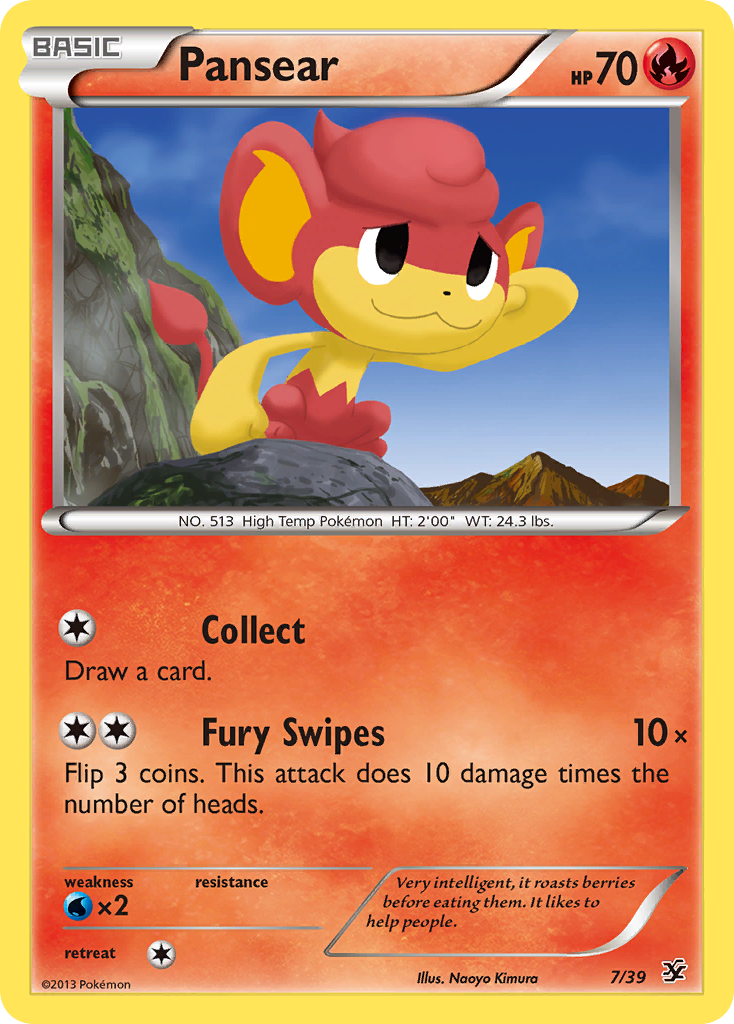 BASIC
Pansear
HP 70
NO. 513 High Temp Pokémon HT: 2'00" WT: 24.3 lbs.
Collect
Draw a card.
Fury Swipes 10×
Flip 3 coins. This attack does 10 damage times the
number of heads.
weakness
×2
resistance
retreat
Very intelligent, it roasts berries
before eating them. It likes to
help people.
©2013 Pokémon
Illus. Naoyo Kimura
7/39
XY